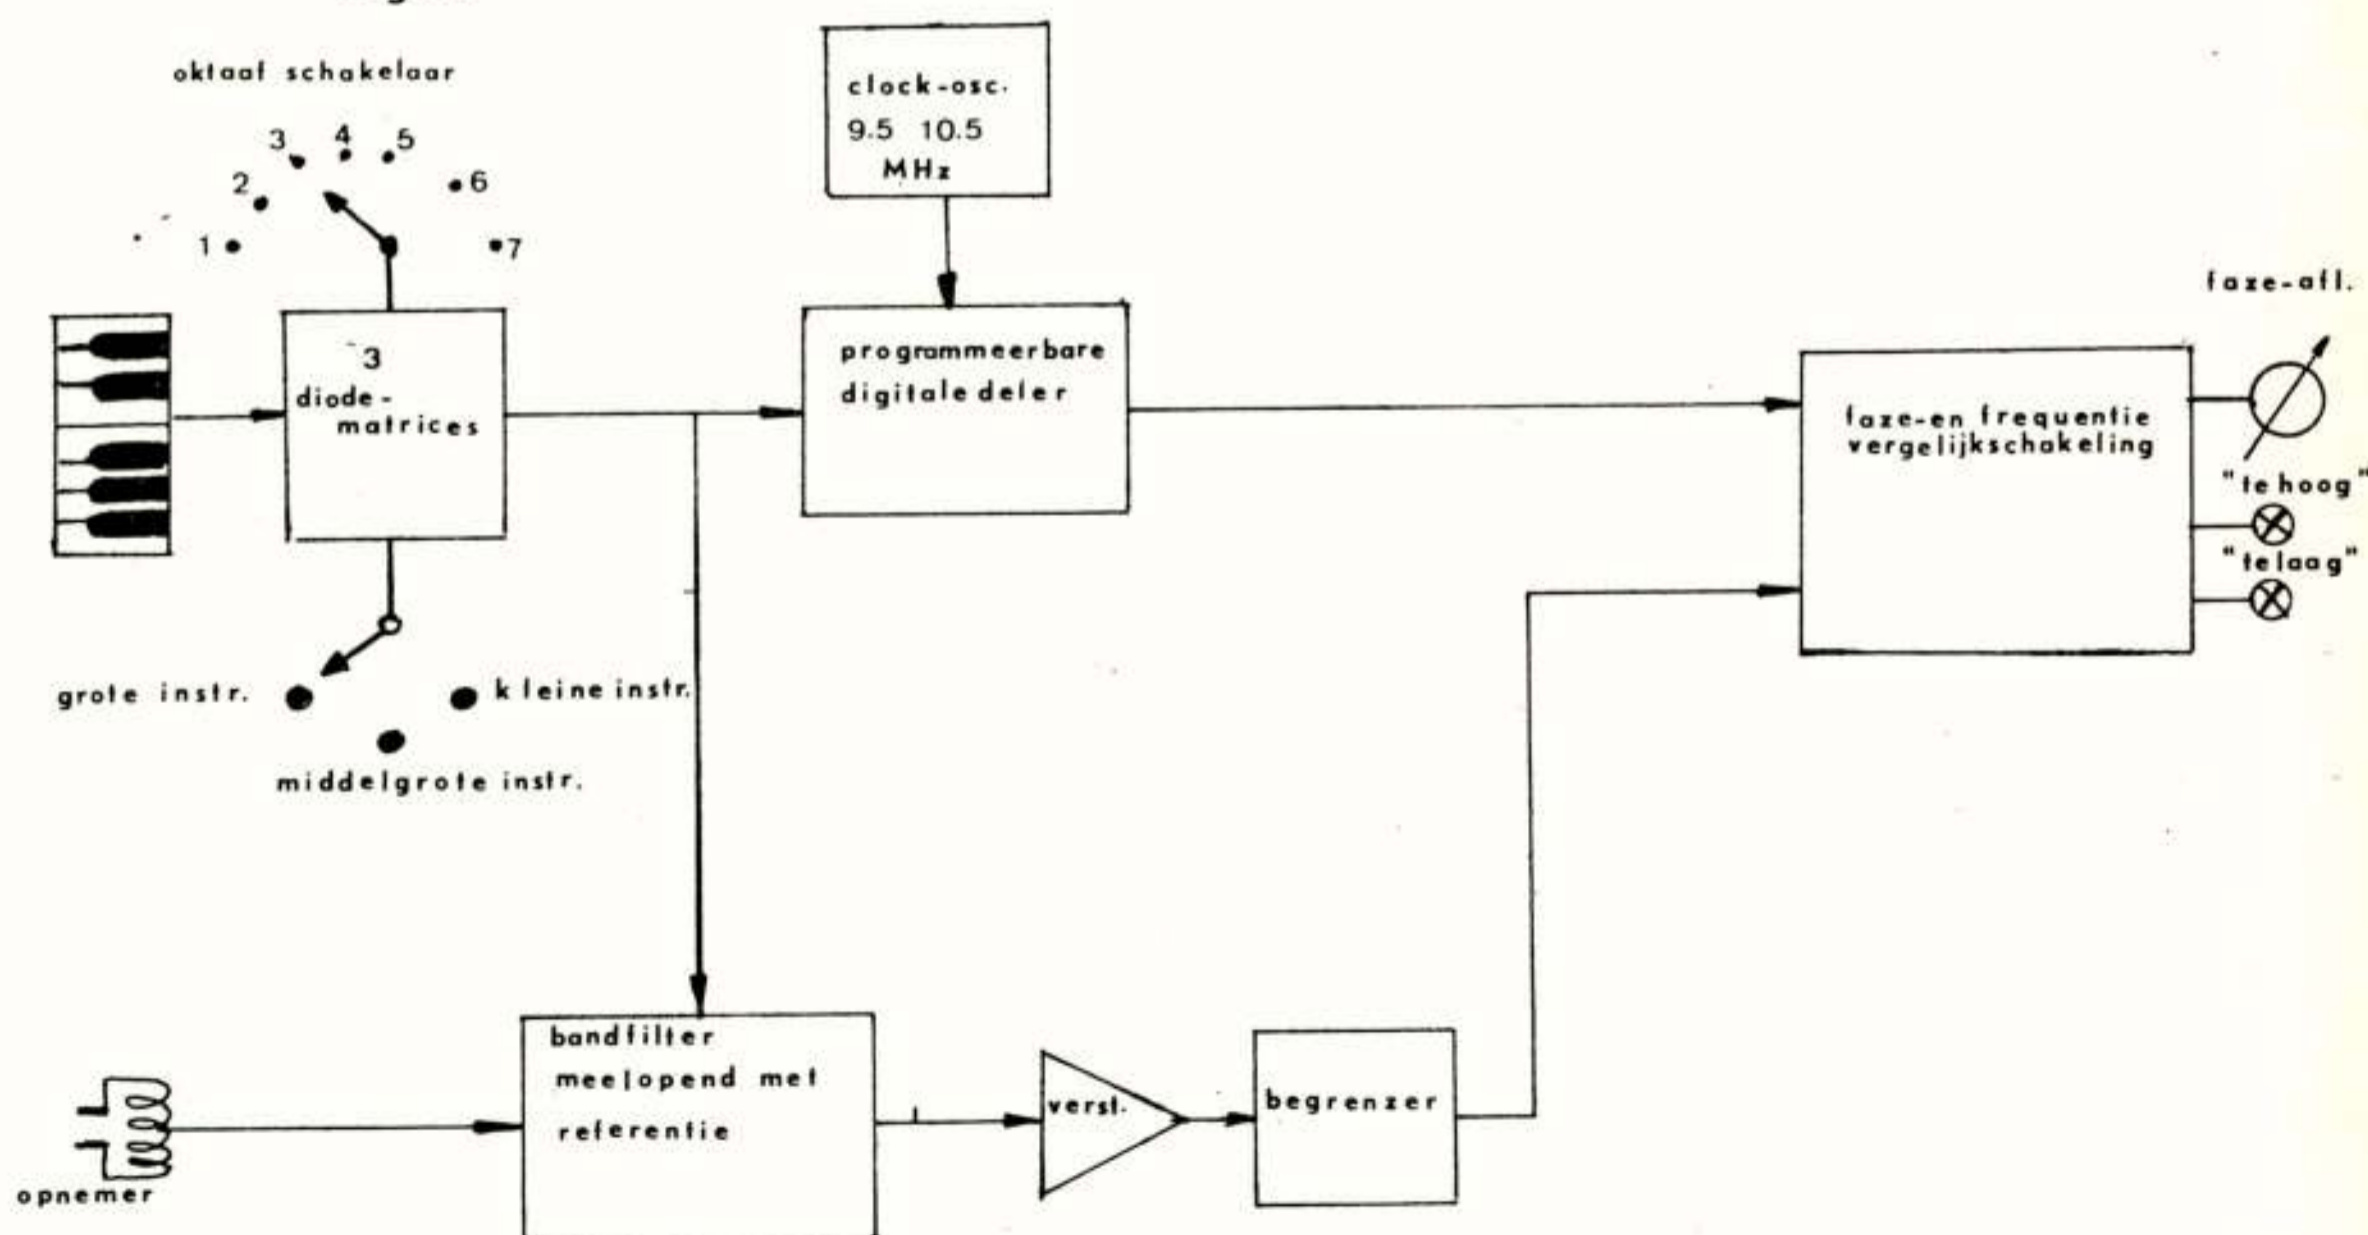 oktaaf schakelaar
1
2
3
4
5
6
7
clock-osc.
9.5 10.5
MHz
3
diode-
matrices
programmeerbare
digitale deler
faze-afl.
faze-en frequentie
vergelijkschakeling
"te hoog"
"te laag"
grote instr.
kleine instr.
middelgrote instr.
bandfilter
meelopend met
referentie
verst.
begrenzer
opnemer